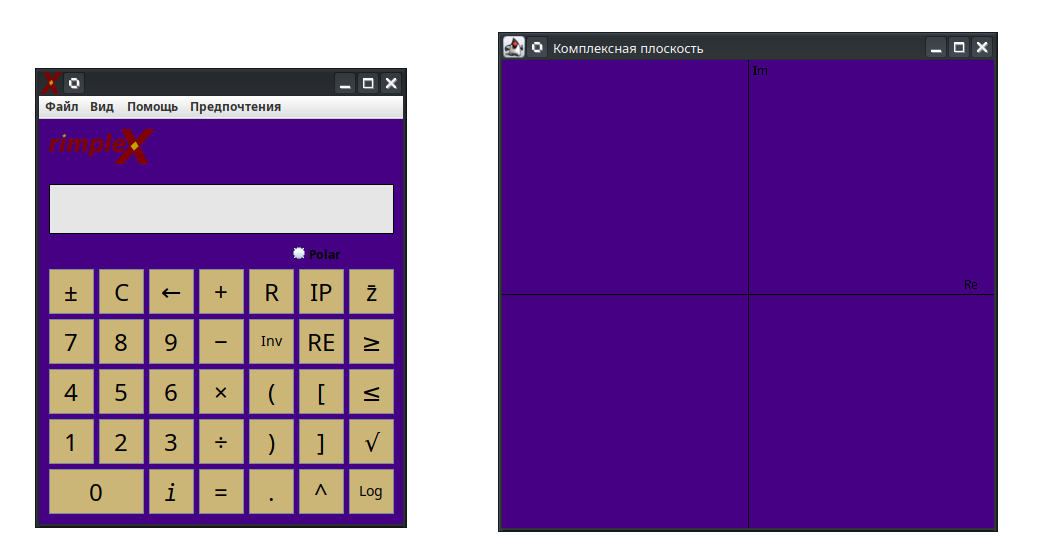 Файл Вид Помощь Предпочтения
rimpleX
Polar
± C ← + R IP z̄
7 8 9 − Inv RE ≥
4 5 6 × ( [ ≤
1 2 3 ÷ ) ] √
0 i = . ^ Log
Комплексная плоскость
Im
Re